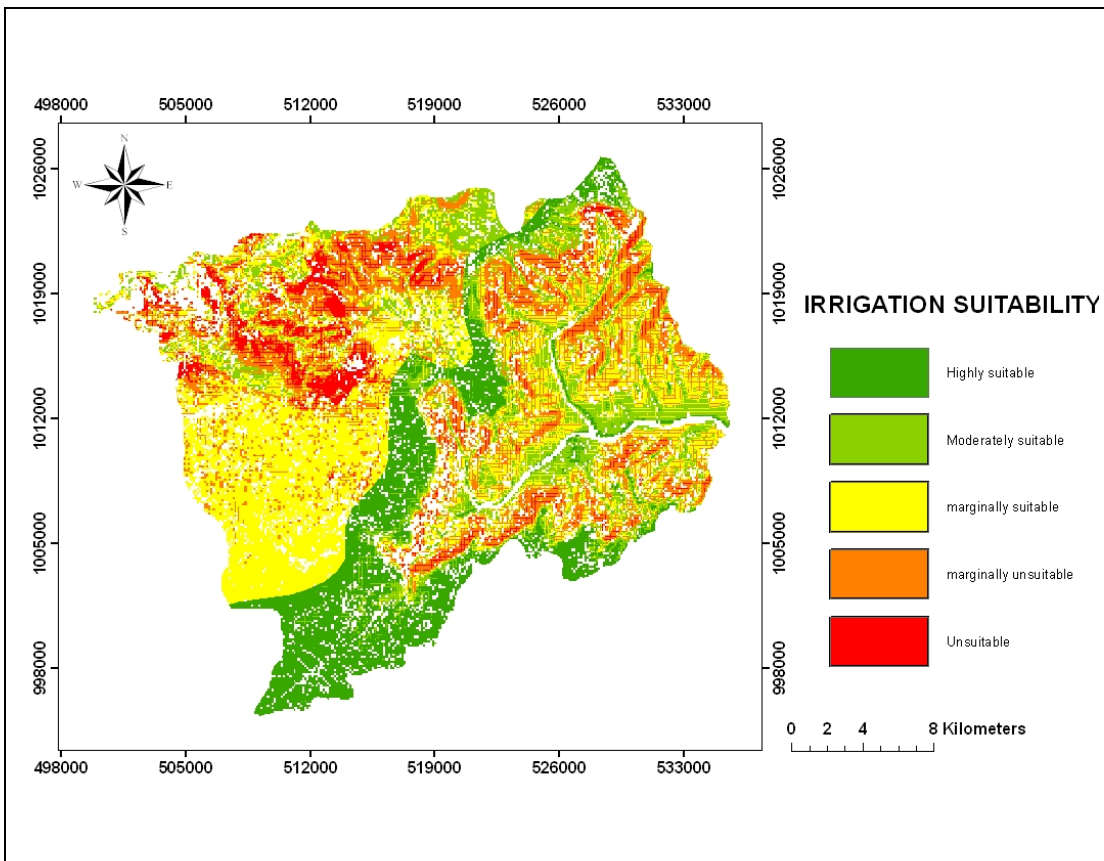 498000 505000 512000 519000 526000 533000
1026000
1019000
1012000
1005000
998000
N
W E
S
1026000
1019000
1012000
1005000
998000
IRRIGATION SUITABILITY
Highly suitable
Moderately suitable
marginally suitable
marginally unsuitable
Unsuitable
0 2 4 8 Kilometers
498000 505000 512000 519000 526000 533000